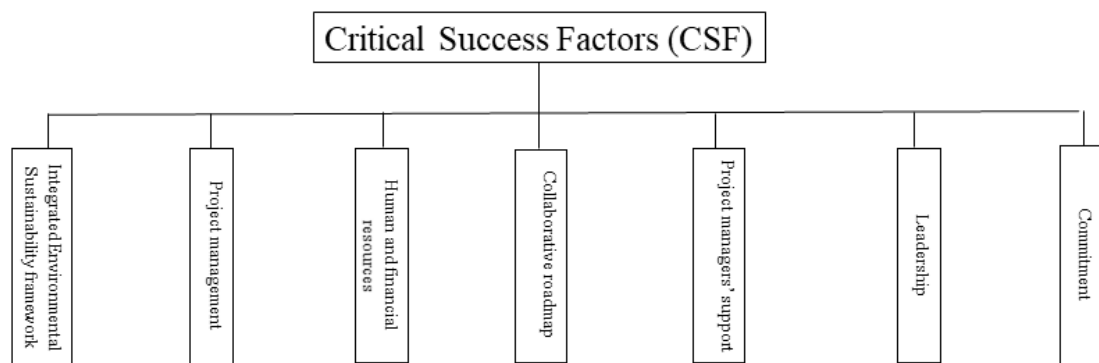 Critical Success Factors (CSF)
Integrated Environmental
Sustainability framework
Project management
Human and financial
resources
Collaborative roadmap
Project managers’ support
Leadership
Commitment